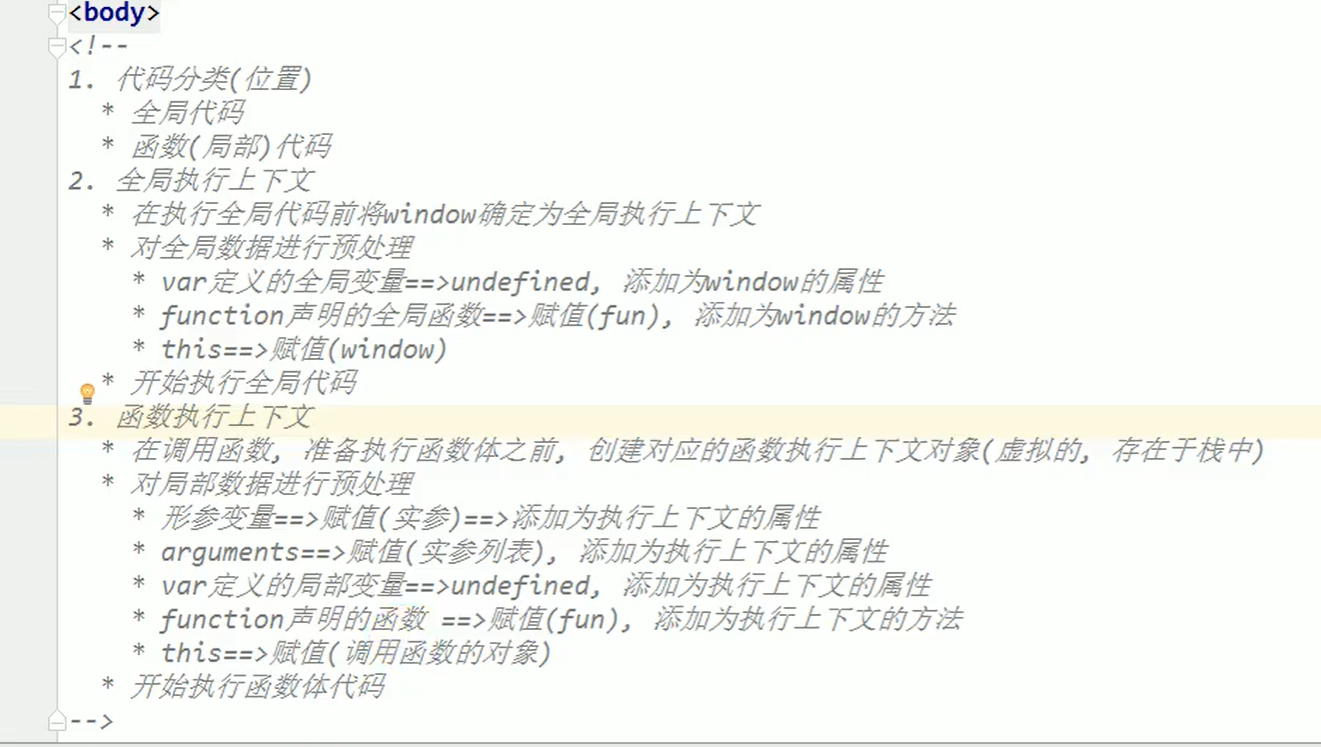 <body>
<!--
1. 代码分类(位置)
* 全局代码
* 函数(局部)代码
2. 全局执行上下文
* 在执行全局代码前将window确定为全局执行上下文
* 对全局数据进行预处理
* var定义的全局变量==>undefined, 添加为window的属性
* function声明的全局函数==>赋值(fun), 添加为window的方法
* this==>赋值(window)
* 开始执行全局代码
3. 函数执行上下文
* 在调用函数, 准备执行函数体之前, 创建对应的函数执行上下文对象(虚拟的, 存在于栈中)
* 对局部数据进行预处理
* 形参变量==>赋值(实参)==>添加为执行上下文的属性
* arguments==>赋值(实参列表), 添加为执行上下文的属性
* var定义的局部变量==>undefined, 添加为执行上下文的属性
* function声明的函数 ==>赋值(fun), 添加为执行上下文的方法
* this==>赋值(调用函数的对象)
* 开始执行函数体代码
-->